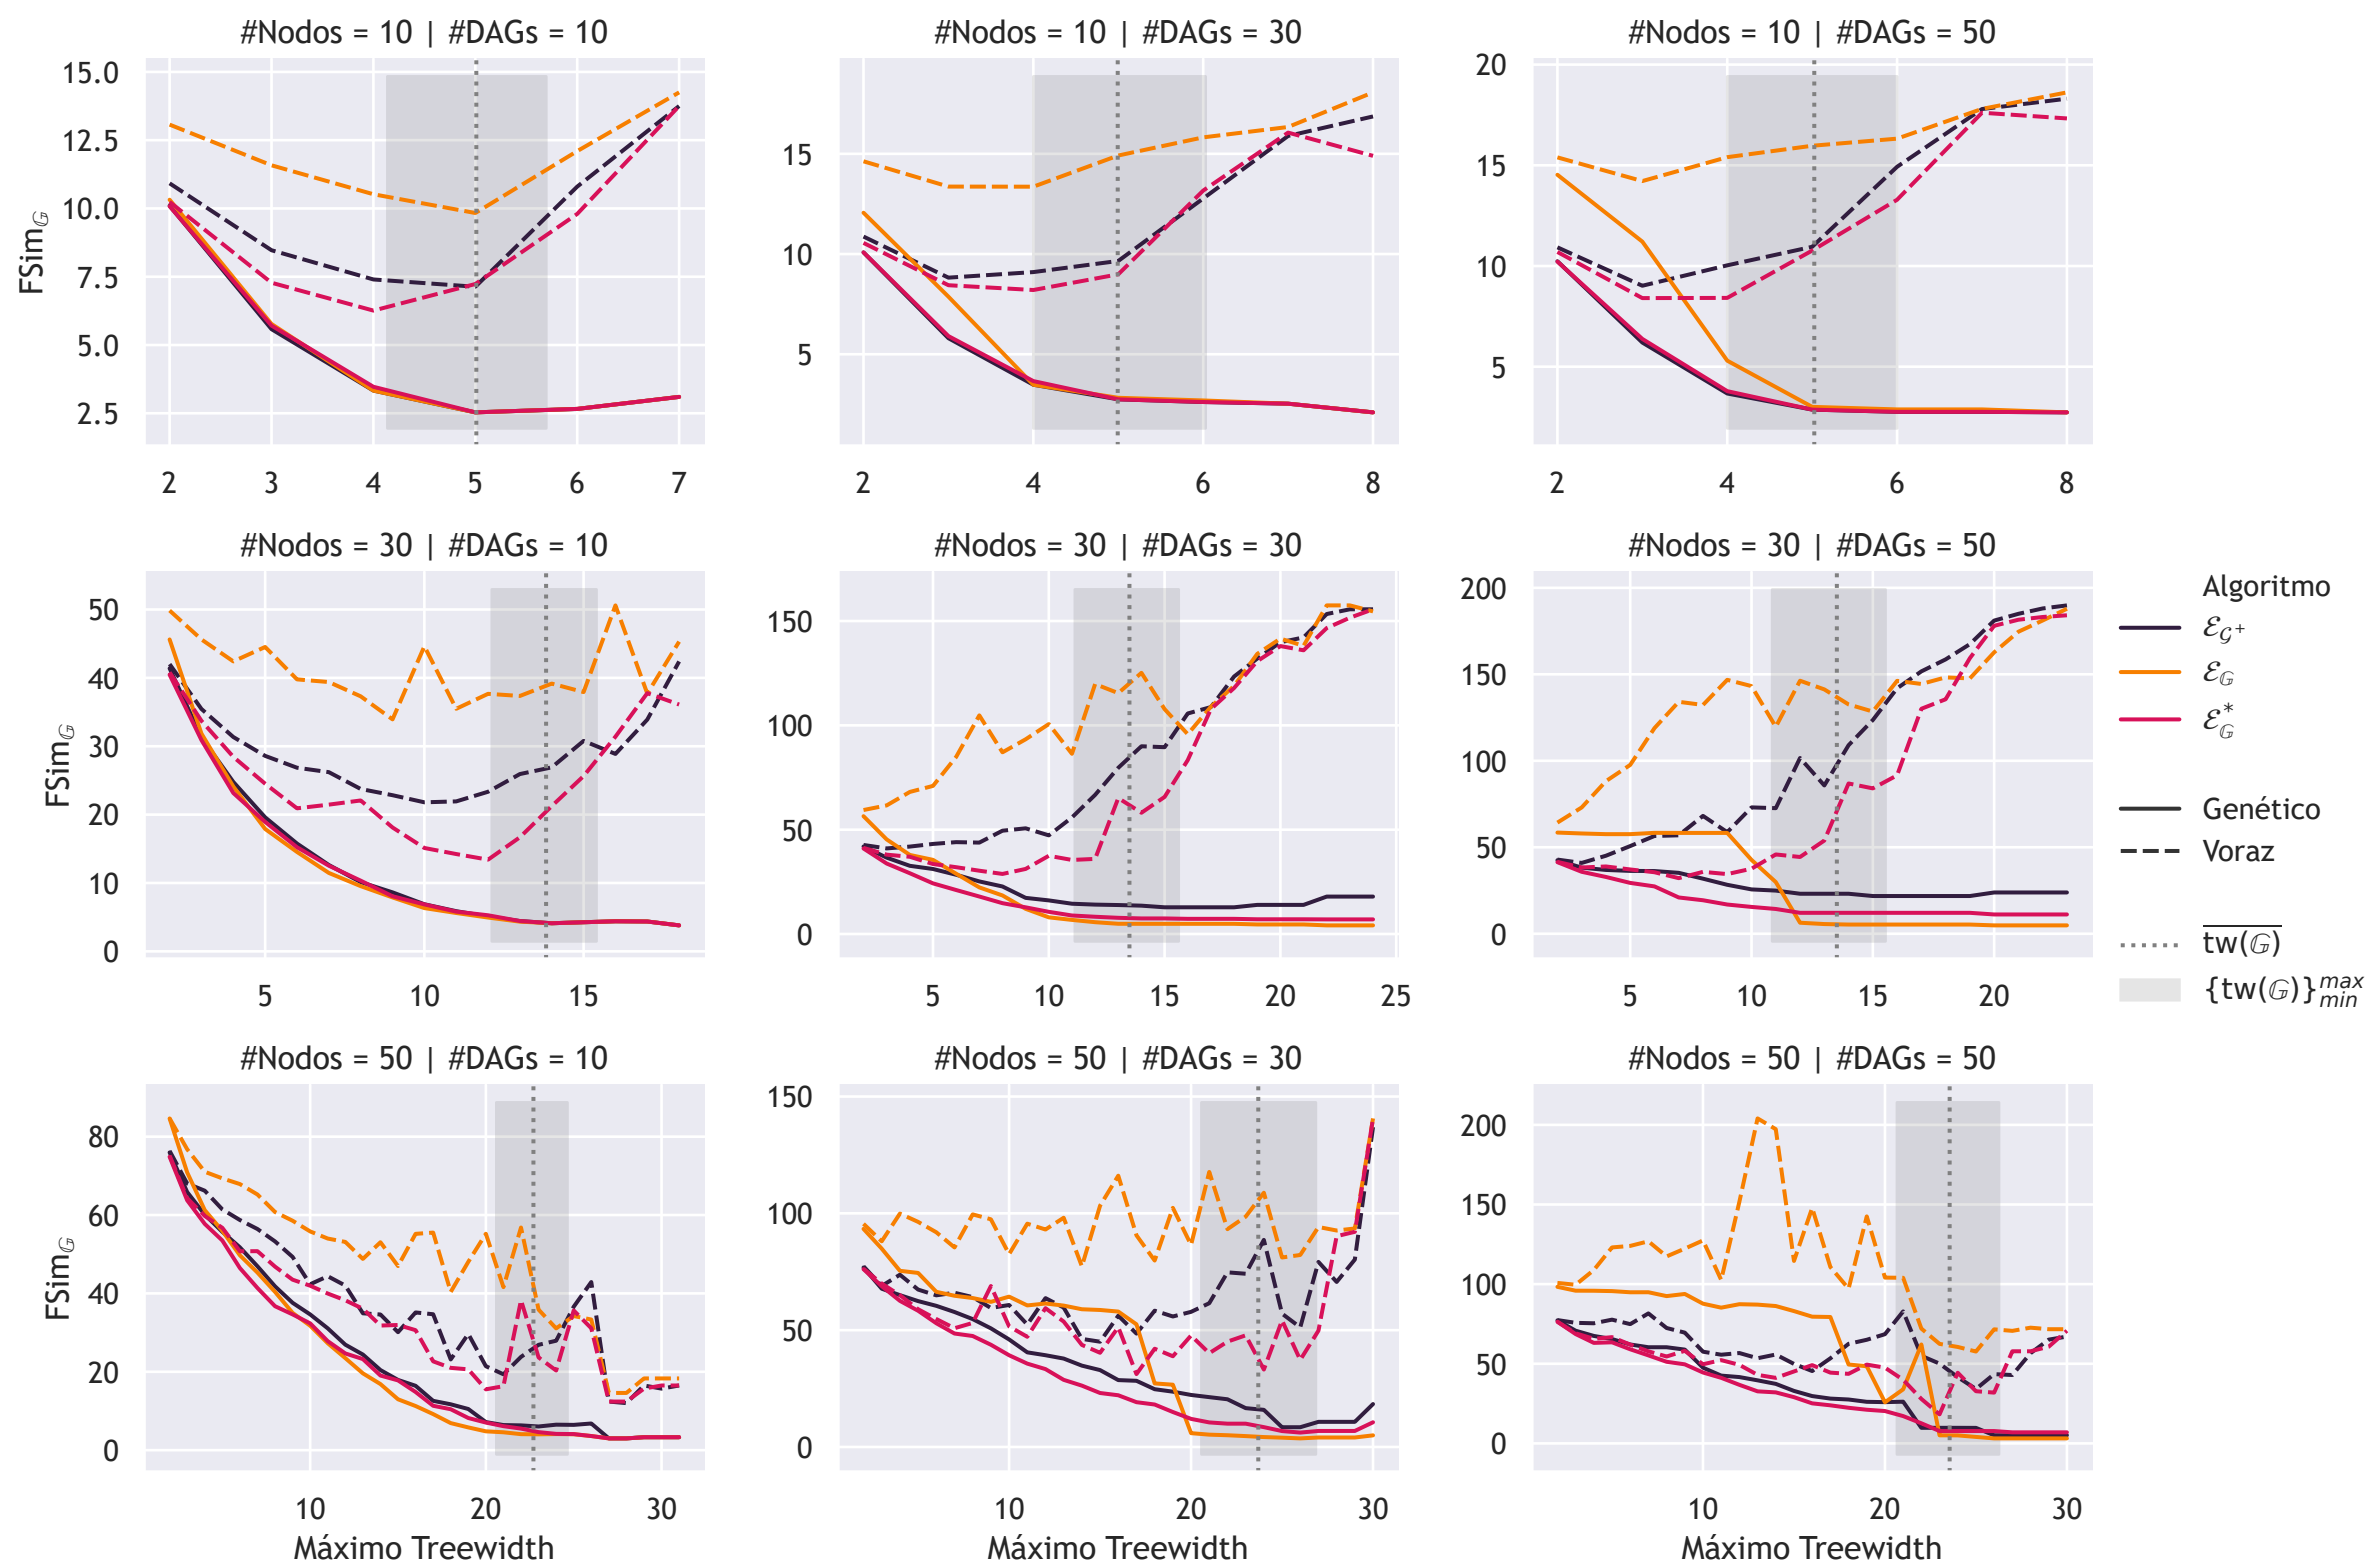 #Nodos = 10 | #DAGs = 10
15.0
12.5
10.0
7.5
5.0
2.5
FSim𝔾
2 3 4 5 6 7
#Nodos = 10 | #DAGs = 30
15
10
5
2 4 6 8
#Nodos = 10 | #DAGs = 50
20
15
10
5
2 4 6 8
#Nodos = 30 | #DAGs = 10
50
40
30
20
10
0
FSim𝔾
5 10 15
#Nodos = 30 | #DAGs = 30
150
100
50
0
5 10 15 20 25
#Nodos = 30 | #DAGs = 50
200
150
100
50
0
5 10 15 20
Algoritmo
ℰ𝒢⁺
ℰ𝔾
ℰ*𝔾
Genético
Voraz
t̅w̅(̅𝔾̅)̅
{tw(𝔾)}max min
#Nodos = 50 | #DAGs = 10
80
60
40
20
0
FSim𝔾
10 20 30
Máximo Treewidth
#Nodos = 50 | #DAGs = 30
150
100
50
0
10 20 30
Máximo Treewidth
#Nodos = 50 | #DAGs = 50
200
150
100
50
0
10 20 30
Máximo Treewidth